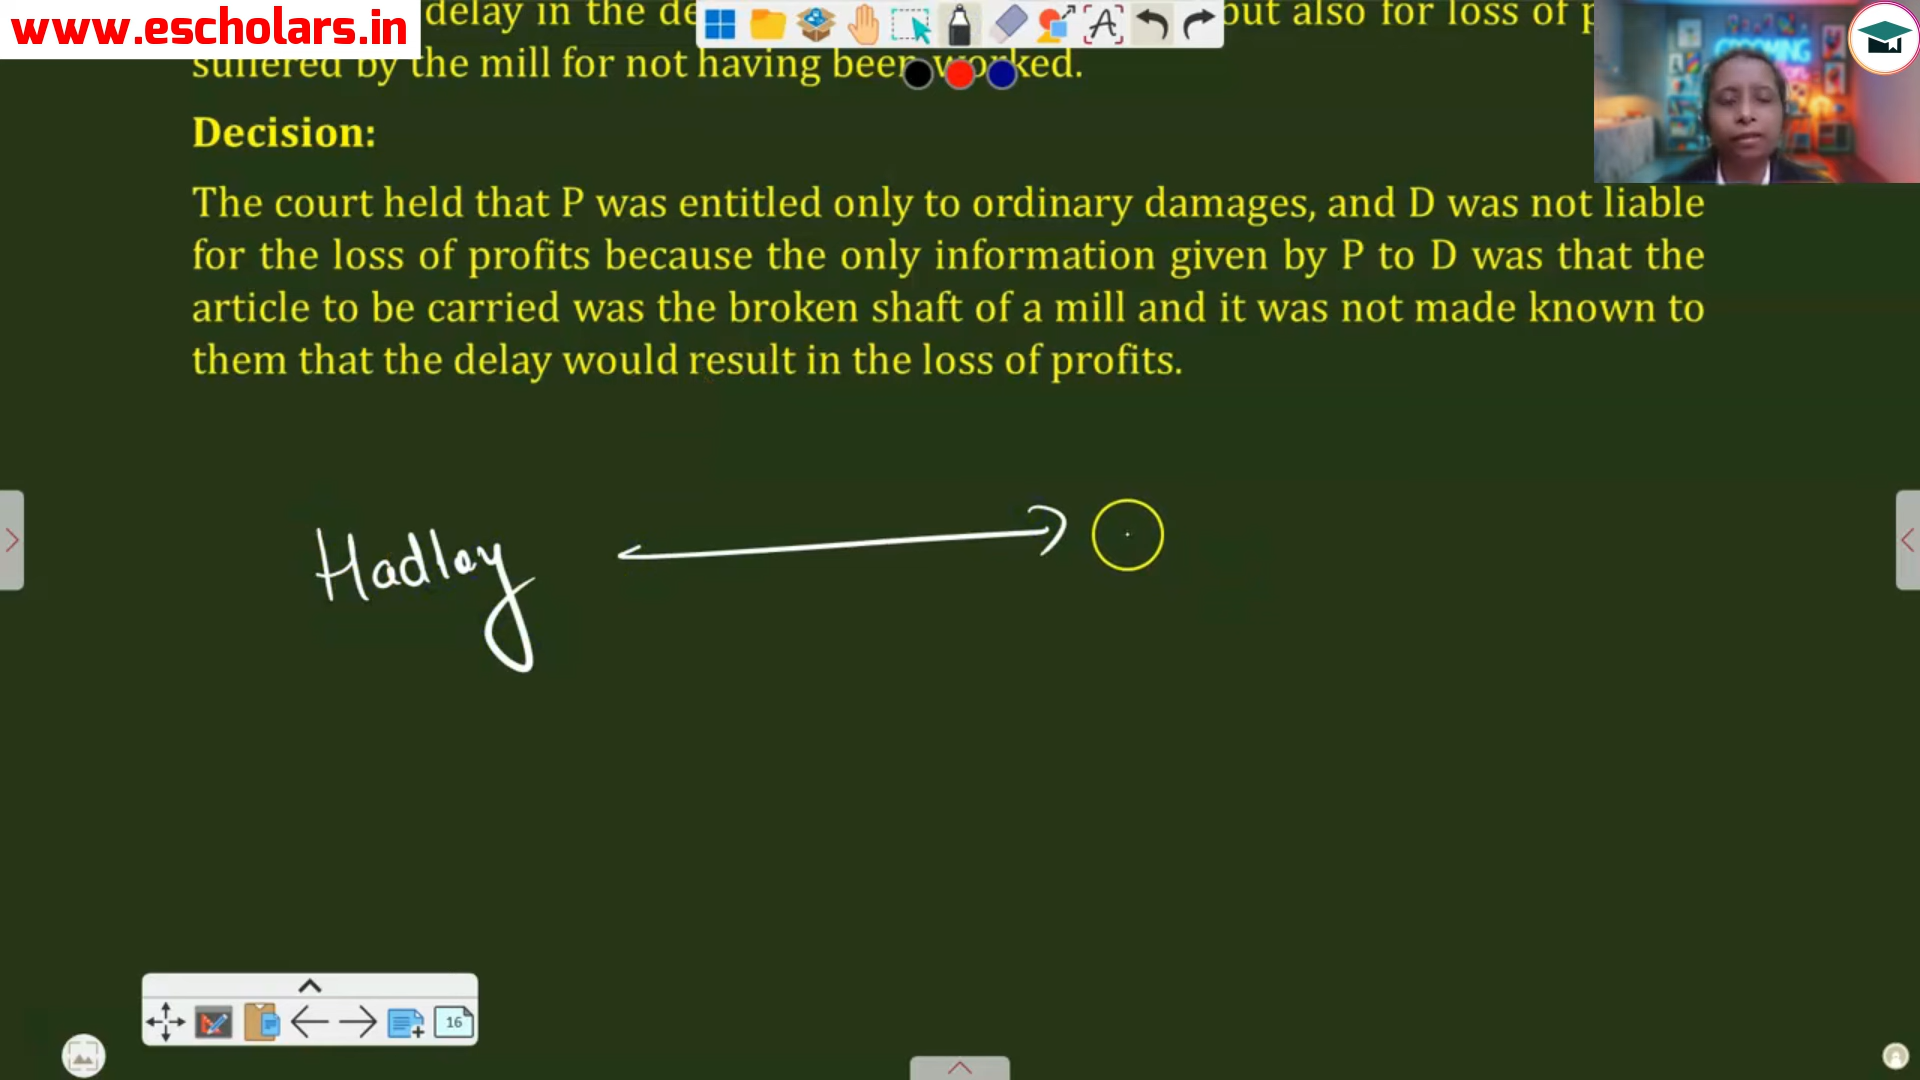 www.escholars.in
delay in the de but also for loss of p
suffered by the mill for not having been worked.
Decision:
The court held that P was entitled only to ordinary damages, and D was not liable
for the loss of profits because the only information given by P to D was that the
article to be carried was the broken shaft of a mill and it was not made known to
them that the delay would result in the loss of profits.
Hadley
16